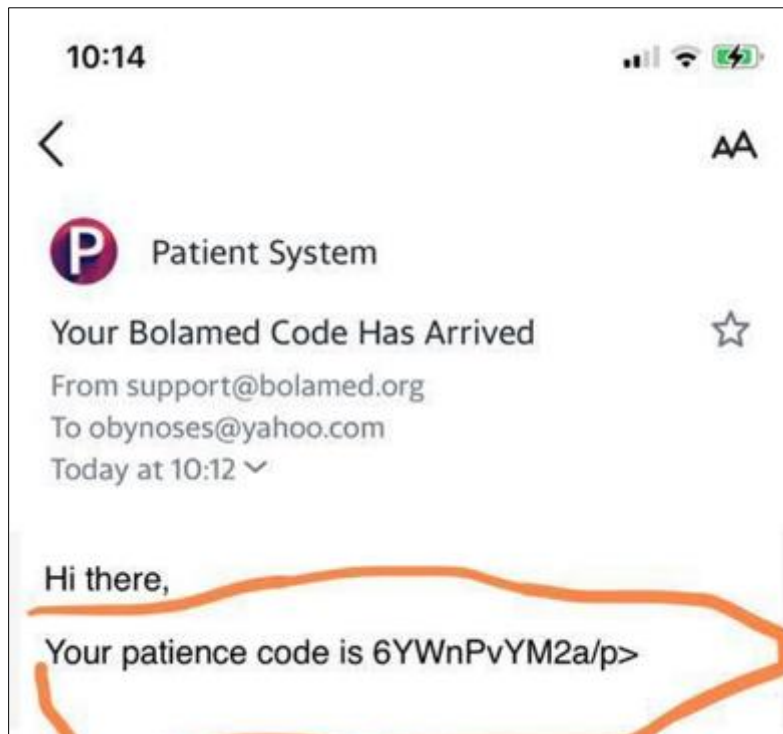 10:14
AA
P Patient System
Your Bolamed Code Has Arrived
From support@bolamed.org
To obynoses@yahoo.com
Today at 10:12
Hi there,
Your patience code is 6YWnPvYM2a/p>